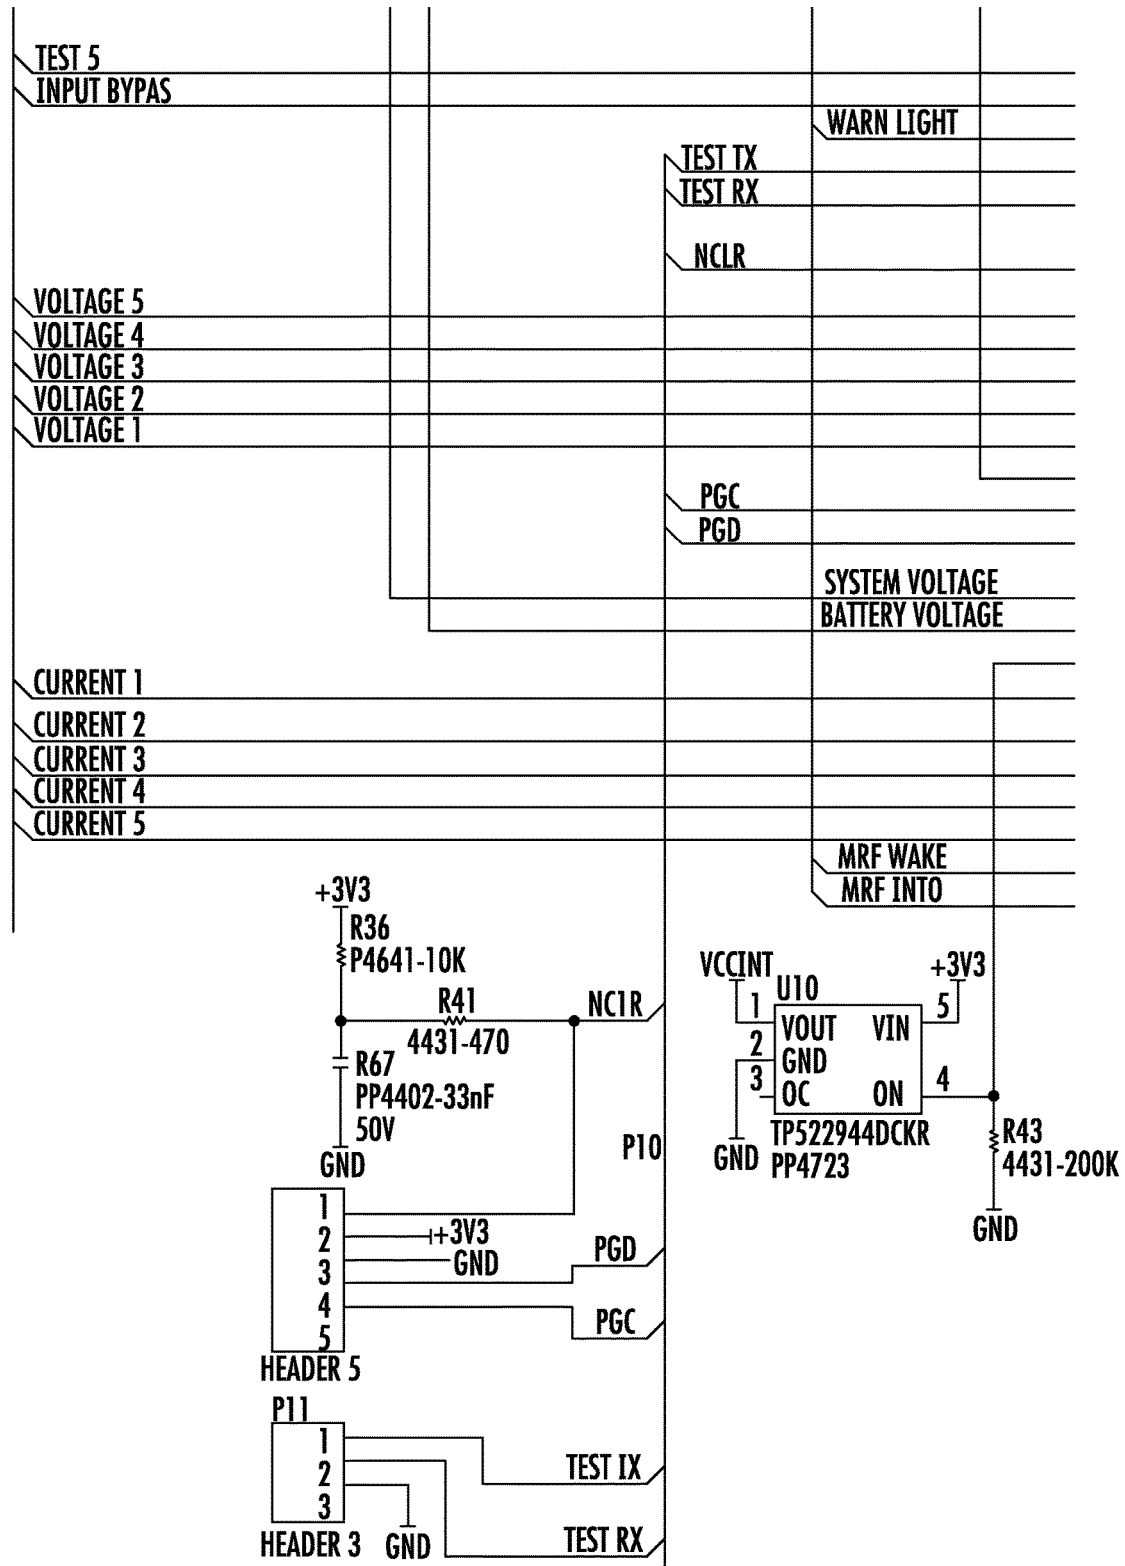 TEST 5
INPUT BYPAS
WARN LIGHT
TEST TX
TEST RX
NCLR
VOLTAGE 5
VOLTAGE 4
VOLTAGE 3
VOLTAGE 2
VOLTAGE 1
PGC
PGD
SYSTEM VOLTAGE
BATTERY VOLTAGE
CURRENT 1
CURRENT 2
CURRENT 3
CURRENT 4
CURRENT 5
MRF WAKE
MRF INTO
+3V3
R36
P4641-10K
R41
4431-470
NC1R
R67
PP4402-33nF
50V
GND
VCCINT
U10
+3V3
1
5
VOUT
VIN
2
GND
3
4
OC
ON
TP522944DCKR
PP4723
GND
R43
4431-200K
GND
P10
1
2
+3V3
GND
3
PGD
4
PGC
5
HEADER 5
P11
1
2
TEST IX
3
HEADER 3
GND
TEST RX